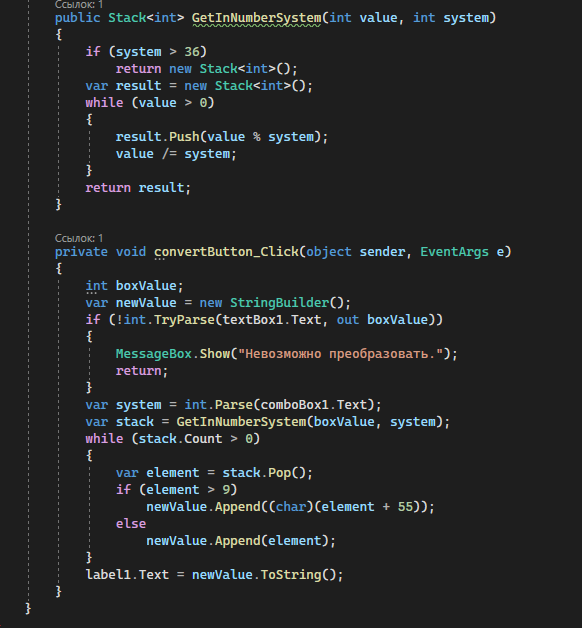 Ссылок: 1
public Stack<int> GetInNumberSystem(int value, int system)
{
if (system > 36)
return new Stack<int>();
var result = new Stack<int>();
while (value > 0)
{
result.Push(value % system);
value /= system;
}
return result;
}
Ссылок: 1
private void convertButton_Click(object sender, EventArgs e)
{
int boxValue;
var newValue = new StringBuilder();
if (!int.TryParse(textBox1.Text, out boxValue))
{
MessageBox.Show("Невозможно преобразовать.");
return;
}
var system = int.Parse(comboBox1.Text);
var stack = GetInNumberSystem(boxValue, system);
while (stack.Count > 0)
{
var element = stack.Pop();
if (element > 9)
newValue.Append((char)(element + 55));
else
newValue.Append(element);
}
label1.Text = newValue.ToString();
}
}